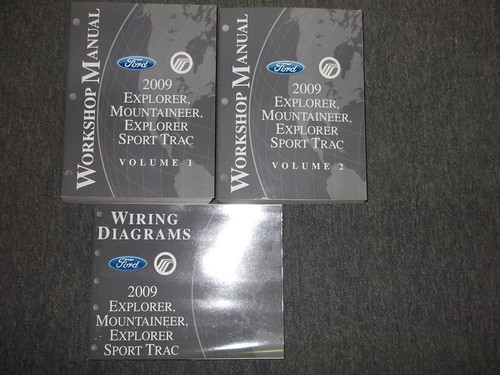 WORKSHOP MANUAL
Ford
2009
EXPLORER,
MOUNTAINEER,
EXPLORER
SPORT TRAC
VOLUME 1
WORKSHOP MANUAL
Ford
2009
EXPLORER,
MOUNTAINEER,
EXPLORER
SPORT TRAC
VOLUME 2
WIRING
DIAGRAMS
Ford
2009
EXPLORER,
MOUNTAINEER,
EXPLORER
SPORT TRAC